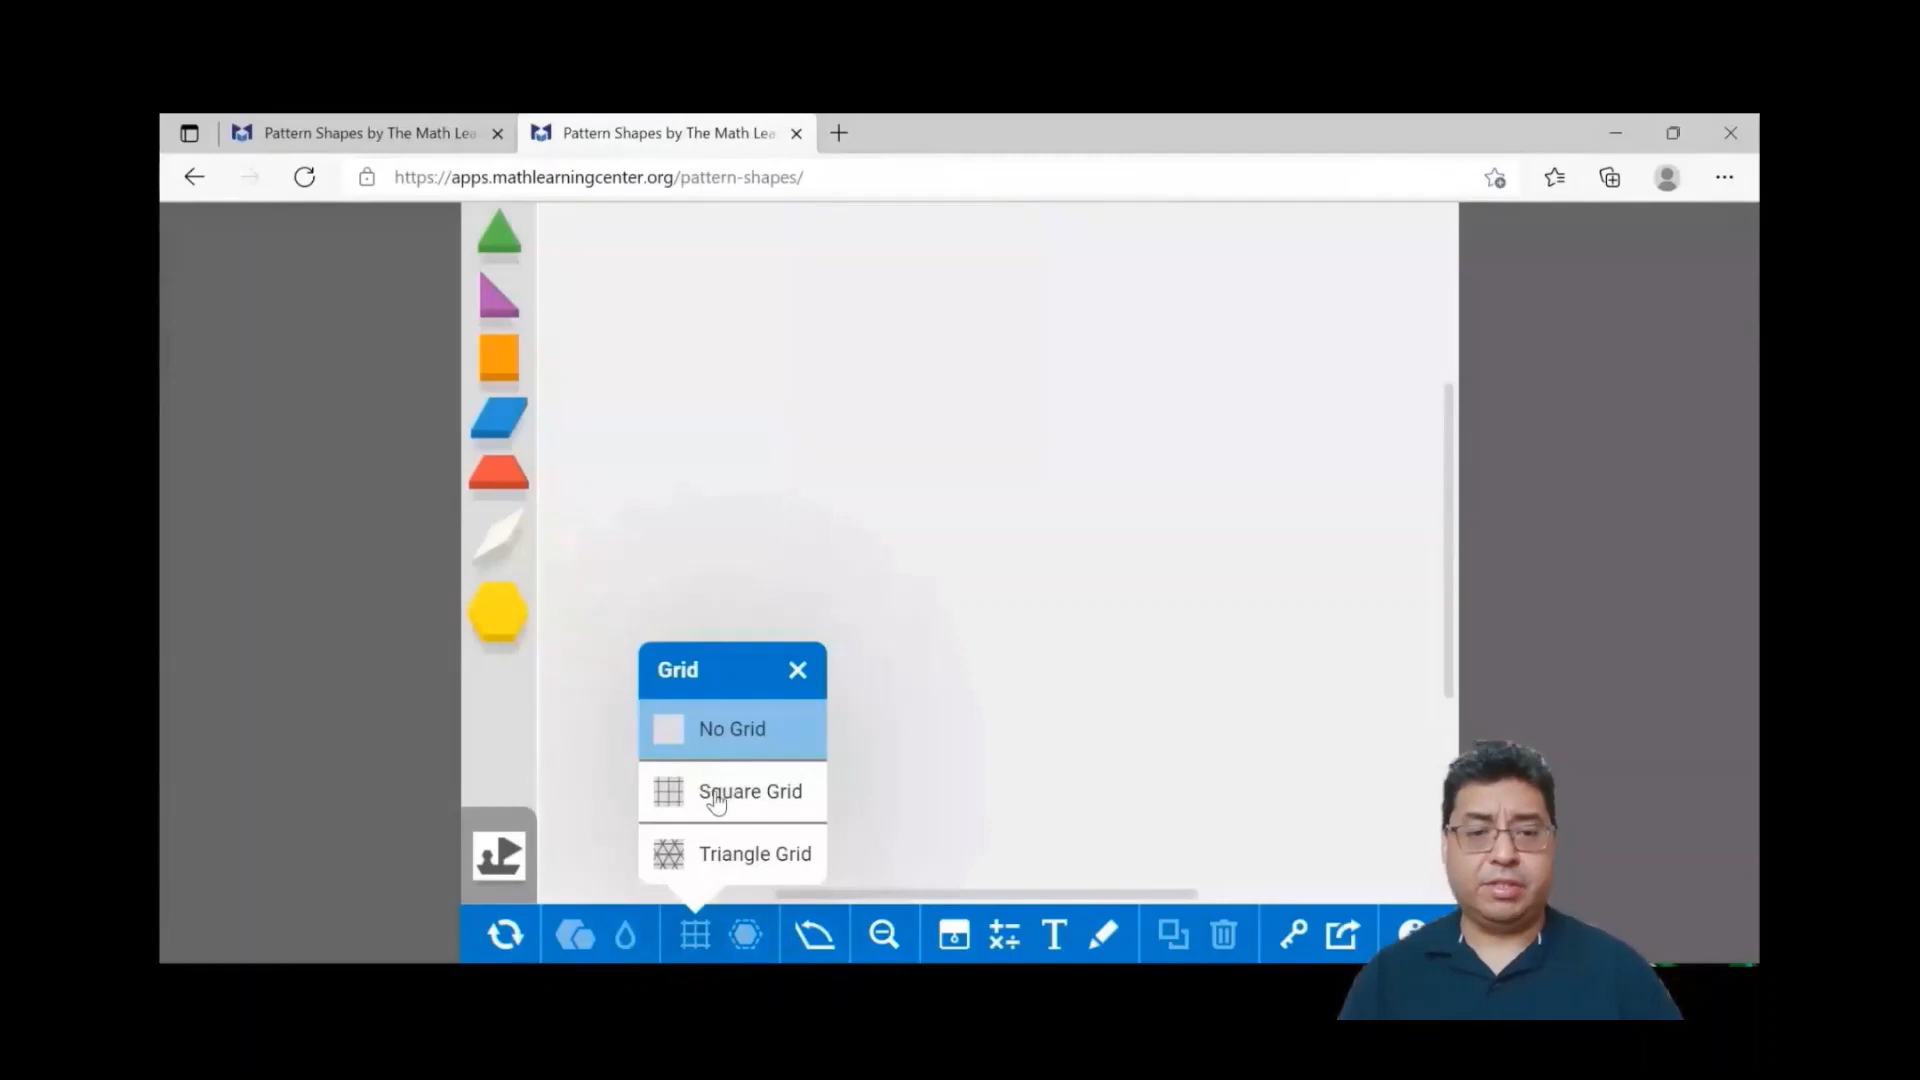 Pattern Shapes by The Math Lea
Pattern Shapes by The Math Lea
https://apps.mathlearningcenter.org/pattern-shapes/
Grid
No Grid
Square Grid
Triangle Grid
T